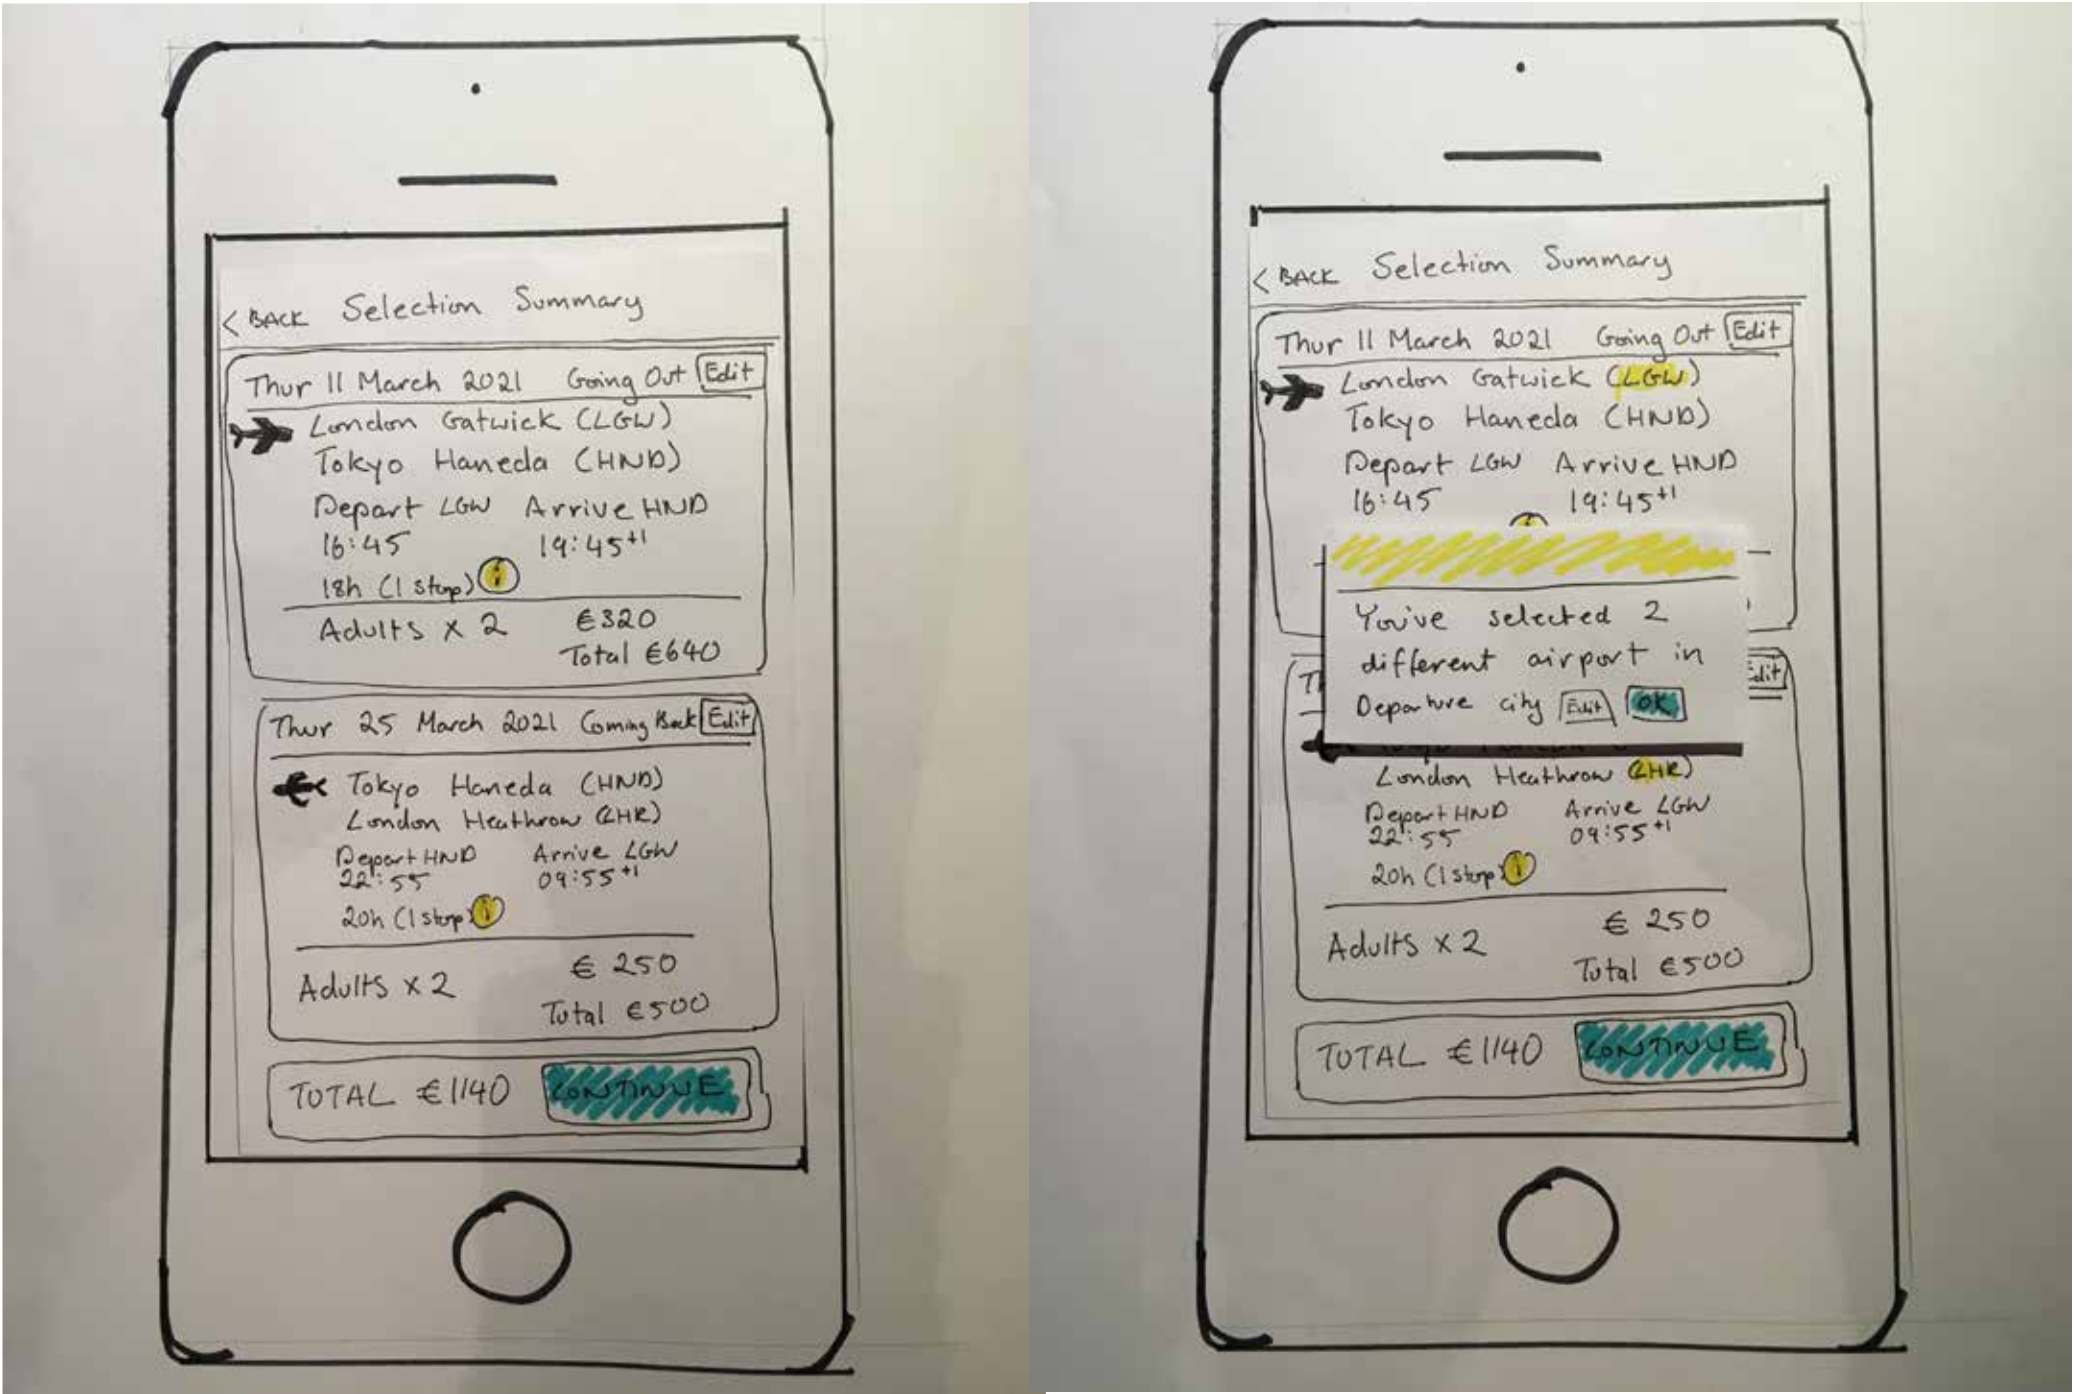 < BACK Selection Summary
Thur 11 March 2021 Going Out Edit
London Gatwick (LGW)
Tokyo Haneda (HND)
Depart LGW Arrive HND
16:45 19:45+1
18h (1 stop) i
Adults x 2 €320
Total €640
Thur 25 March 2021 Coming Back Edit
Tokyo Haneda (HND)
London Heathrow (LHR)
Depart HND Arrive LGW
22:55 09:55+1
20h (1 stop) i
Adults x 2 € 250
Total €500
TOTAL €1140 CONTINUE
< BACK Selection Summary
Thur 11 March 2021 Going Out Edit
London Gatwick (LGW)
Tokyo Haneda (HND)
Depart LGW Arrive HND
16:45 19:45+1
You've selected 2
different airport in
Departure city Edit OK
Edit
London Heathrow (LHR)
Depart HND Arrive LGW
22:55 09:55+1
20h (1 stop) i
Adults x 2 € 250
Total €500
TOTAL €1140 CONTINUE